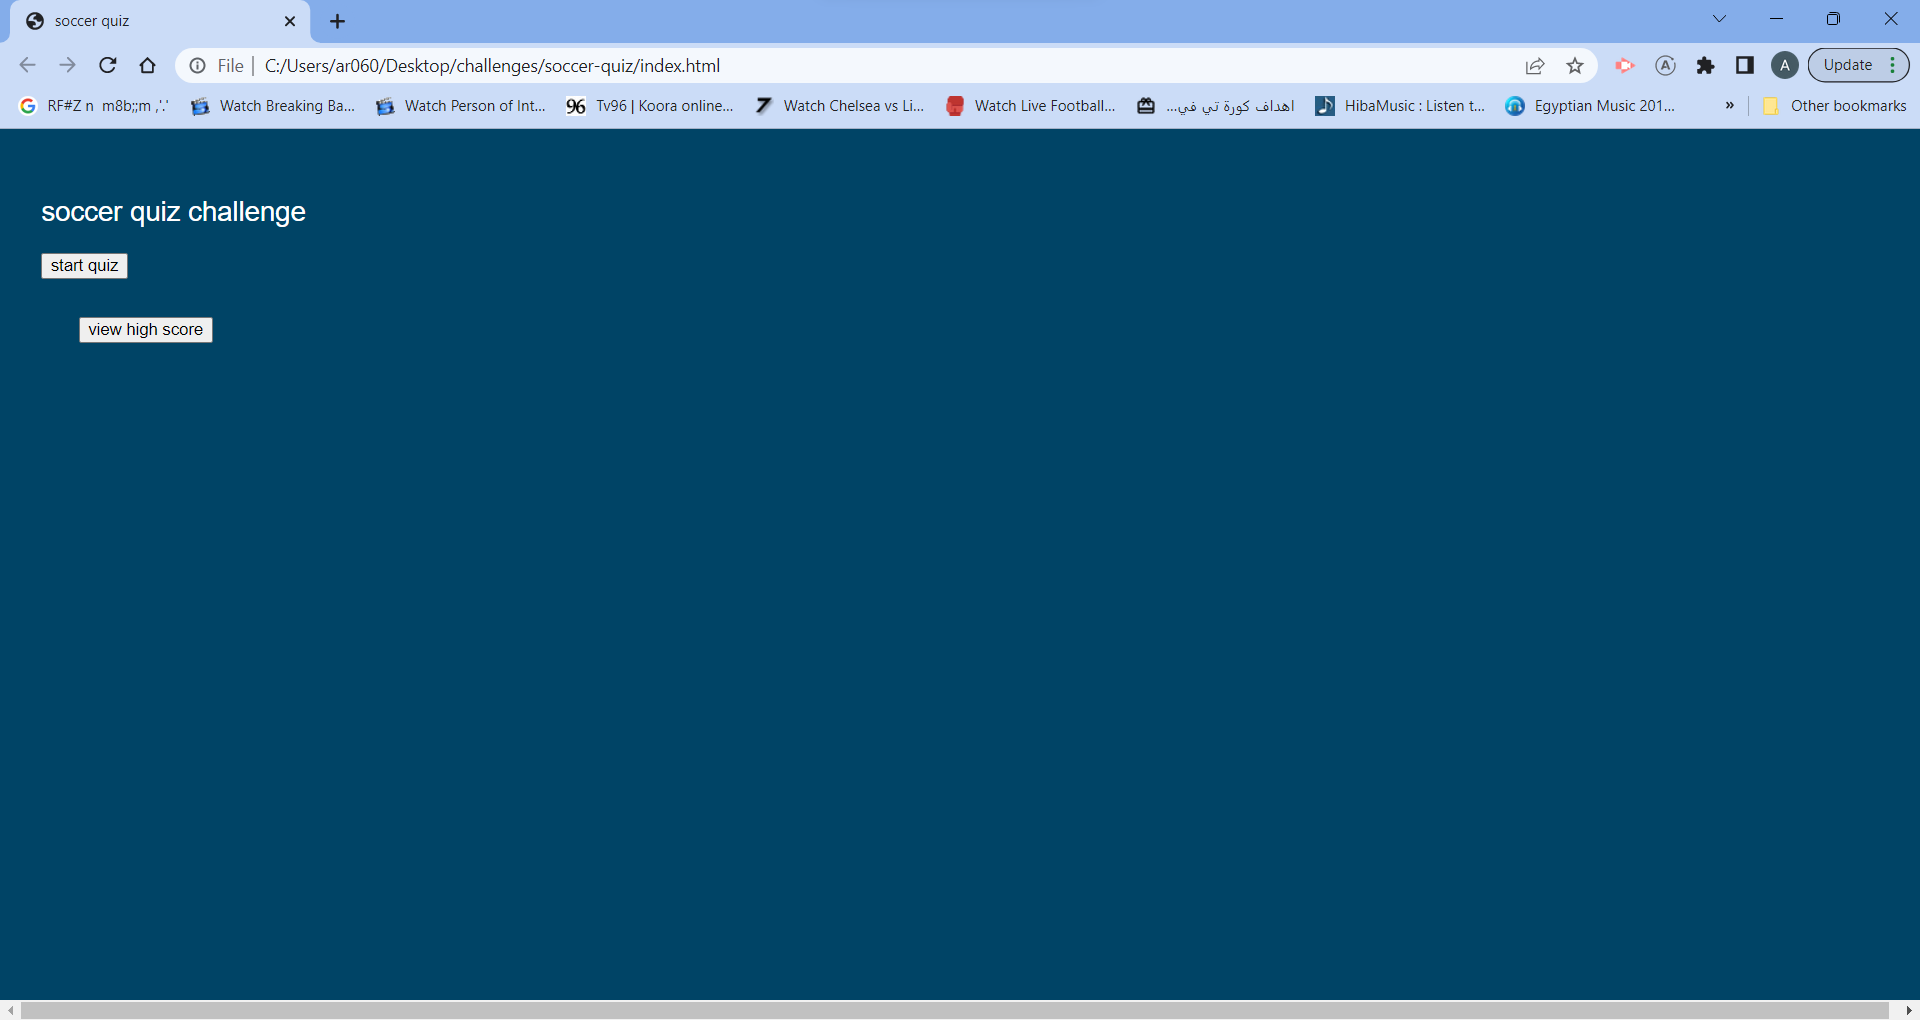 soccer quiz
File C:/Users/ar060/Desktop/challenges/soccer-quiz/index.html A A Update
RF#Z n m8b;;m ,'.' Watch Breaking Ba... Watch Person of Int... 96 Tv96 | Koora online... 7 Watch Chelsea vs Li... Watch Live Football... اهداف كورة تي في... HibaMusic : Listen t... Egyptian Music 201... » Other bookmarks
soccer quiz challenge
start quiz
view high score